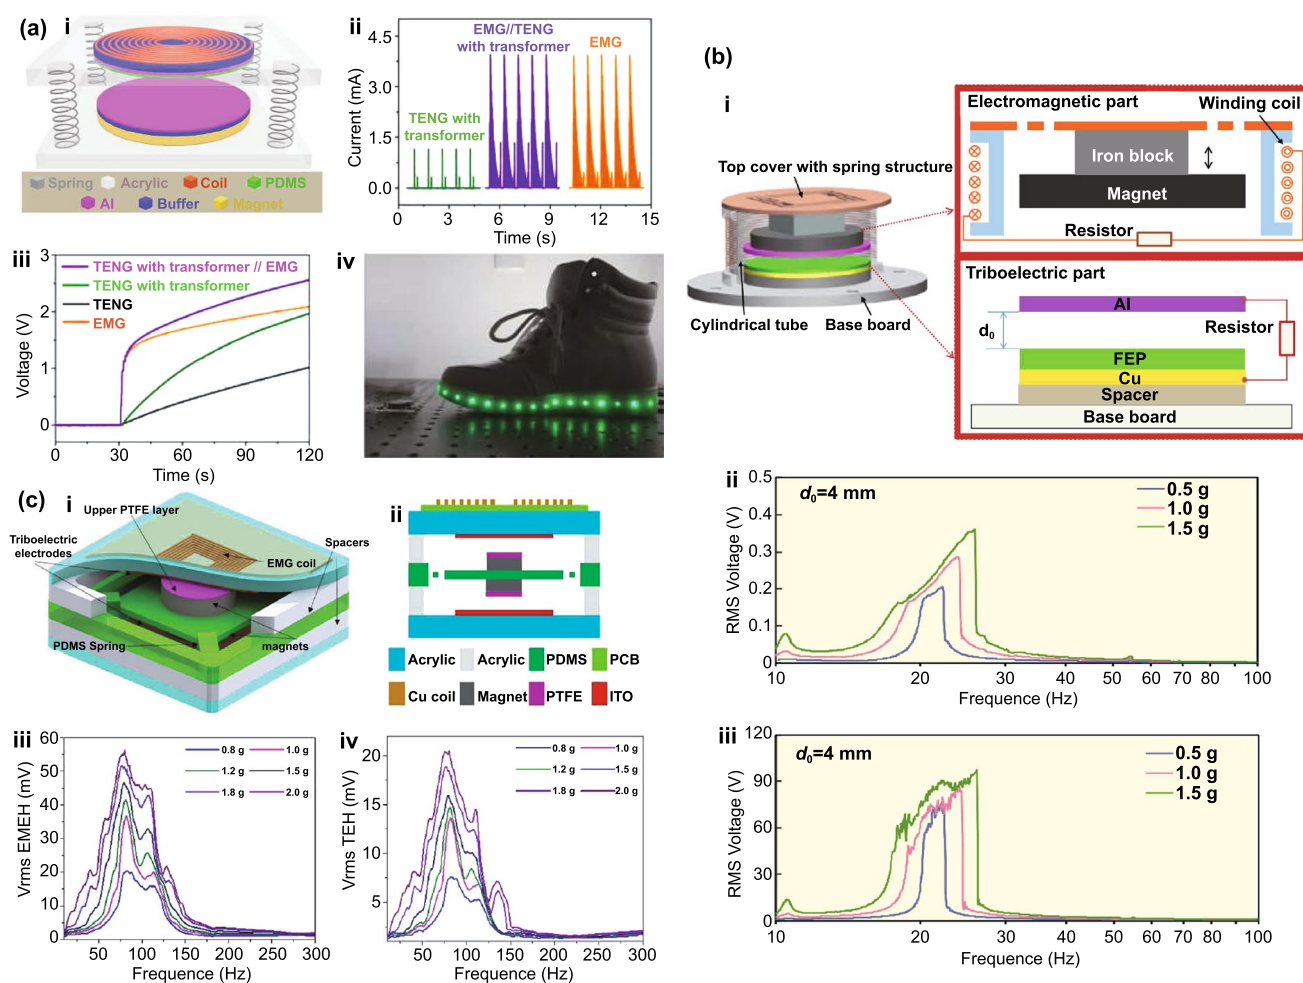 (a)
i
Spring Acrylic Coil PDMS
Al Buffer Magnet
ii
4.5
3.0
1.5
0.0
Current (mA)
EMG//TENG
with transformer
EMG
TENG with
transformer
0 3 6 9 12 15
Time (s)
iii
3
2
1
0
Voltage (V)
TENG with transformer // EMG
TENG with transformer
TENG
EMG
0 30 60 90 120
Time (s)
iv
(b)
i
Top cover with spring structure
Cylindrical tube
Base board
Electromagnetic part
Winding coil
Iron block
Magnet
Resistor
Triboelectric part
Al
d0
Resistor
FEP
Cu
Spacer
Base board
ii
0.5
0.4
0.3
0.2
0.1
0
RMS Voltage (V)
d0=4 mm
0.5 g
1.0 g
1.5 g
10 20 30 40 50 60 70 80 100
Frequence (Hz)
iii
120
90
60
30
0
RMS Voltage (V)
d0=4 mm
0.5 g
1.0 g
1.5 g
10 20 30 40 50 60 70 80 100
Frequence (Hz)
(c)
i
Upper PTFE layer
Triboelectric
electrodes
Spacers
EMG coil
PDMS Spring
magnets
ii
Acrylic Acrylic PDMS PCB
Cu coil Magnet PTFE ITO
iii
60
50
40
30
20
10
0
Vrms EMEH (mV)
0.8 g 1.0 g
1.2 g 1.5 g
1.8 g 2.0 g
50 100 150 200 250 300
Frequence (Hz)
iv
20
15
10
5
Vrms TEH (mV)
0.8 g 1.0 g
1.2 g 1.5 g
1.8 g 2.0 g
50 100 150 200 250 300
Frequence (Hz)